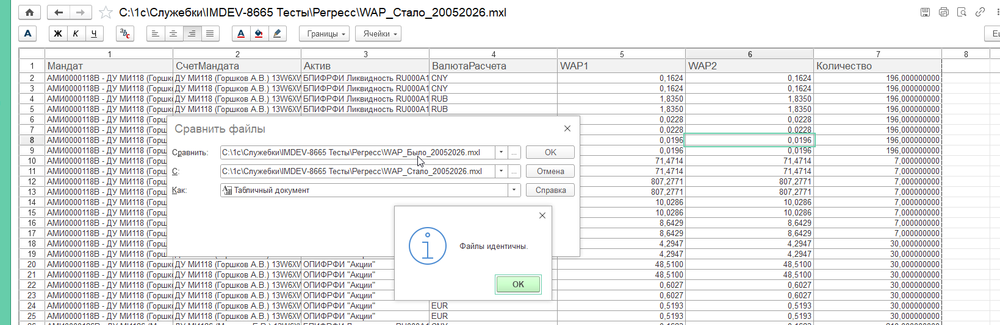 C:\1c\Служебки\IMDEV-8665 Тесты\Регресс\WAP_Стало_20052026.mxl
А Ж К Ч abc А Границы Ячейки
1 2 3 4 5 6 7 8
1 Мандат СчетМандата Актив ВалютаРасчета WAP1 WAP2 Количество
2 АМИ0000118В - ДУ МИ118 (Горшк ДУ МИ118 (Горшков А.В.) 13W6XW БПИФРФИ Ликвидность RU000A1 CNY 0,1624 0,1624 196,000000000
3 АМИ0000118В - ДУ МИ118 (Горшк ДУ МИ118 (Горшков А.В.) 13W6XW БПИФРФИ Ликвидность RU000A1 CNY 0,1624 0,1624 196,000000000
4 АМИ0000118В - ДУ МИ118 (Горшк ДУ МИ118 (Горшков А.В.) 13W6XW БПИФРФИ Ликвидность RU000A1 RUB 1,8350 1,8350 196,000000000
5 АМИ0000118В - ДУ МИ118 (Горшк ДУ МИ118 (Горшков А.В.) 13W6XW БПИФРФИ Ликвидность RU000A1 RUB 1,8350 1,8350 196,000000000
6 АМИ0000118В - ДУ МИ118 (Горш 0,0228 0,0228 196,000000000
7 АМИ0000118В - ДУ МИ118 (Горш 0,0228 0,0228 196,000000000
8 АМИ0000118В - ДУ МИ118 (Горш 0,0196 0,0196 196,000000000
9 АМИ0000118В - ДУ МИ118 (Горш 0,0196 0,0196 196,000000000
10 АМИ0000118В - ДУ МИ118 (Горш 71,4714 71,4714 7,000000000
11 АМИ0000118В - ДУ МИ118 (Горш 71,4714 71,4714 7,000000000
12 АМИ0000118В - ДУ МИ118 (Горш 807,2771 807,2771 7,000000000
13 АМИ0000118В - ДУ МИ118 (Горш 807,2771 807,2771 7,000000000
14 АМИ0000118В - ДУ МИ118 (Горш 10,0286 10,0286 7,000000000
15 АМИ0000118В - ДУ МИ118 (Горш 10,0286 10,0286 7,000000000
16 АМИ0000118В - ДУ МИ118 (Горш 8,6429 8,6429 7,000000000
17 АМИ0000118В - ДУ МИ118 (Горш 8,6429 8,6429 7,000000000
18 АМИ0000118В - ДУ МИ118 (Горш 4,2947 4,2947 30,000000000
19 АМИ0000118В - ДУ МИ118 (Горш 4,2947 4,2947 30,000000000
20 АМИ0000118В - ДУ МИ118 (Горшк ДУ МИ118 (Горшков А.В.) 13W6XW ОПИФРФИ "Акции" 48,5100 48,5100 30,000000000
21 АМИ0000118В - ДУ МИ118 (Горшк ДУ МИ118 (Горшков А.В.) 13W6XW ОПИФРФИ "Акции" 48,5100 48,5100 30,000000000
22 АМИ0000118В - ДУ МИ118 (Горшк ДУ МИ118 (Горшков А.В.) 13W6XW ОПИФРФИ "Акции" 0,6027 0,6027 30,000000000
23 АМИ0000118В - ДУ МИ118 (Горшк ДУ МИ118 (Горшков А.В.) 13W6XW ОПИФРФИ "Акции" 0,6027 0,6027 30,000000000
24 АМИ0000118В - ДУ МИ118 (Горшк ДУ МИ118 (Горшков А.В.) 13W6XW ОПИФРФИ "Акции" EUR 0,5193 0,5193 30,000000000
25 АМИ0000118В - ДУ МИ118 (Горшк ДУ МИ118 (Горшков А.В.) 13W6XW ОПИФРФИ "Акции" EUR 0,5193 0,5193 30,000000000
Сравнить файлы
Сравнить: C:\1c\Служебки\IMDEV-8665 Тесты\Регресс\WAP_Было_20052026.mxl ... OK
С: C:\1c\Служебки\IMDEV-8665 Тесты\Регресс\WAP_Стало_20052026.mxl ... Отмена
Как: Табличный документ Справка
Файлы идентичны.
OK